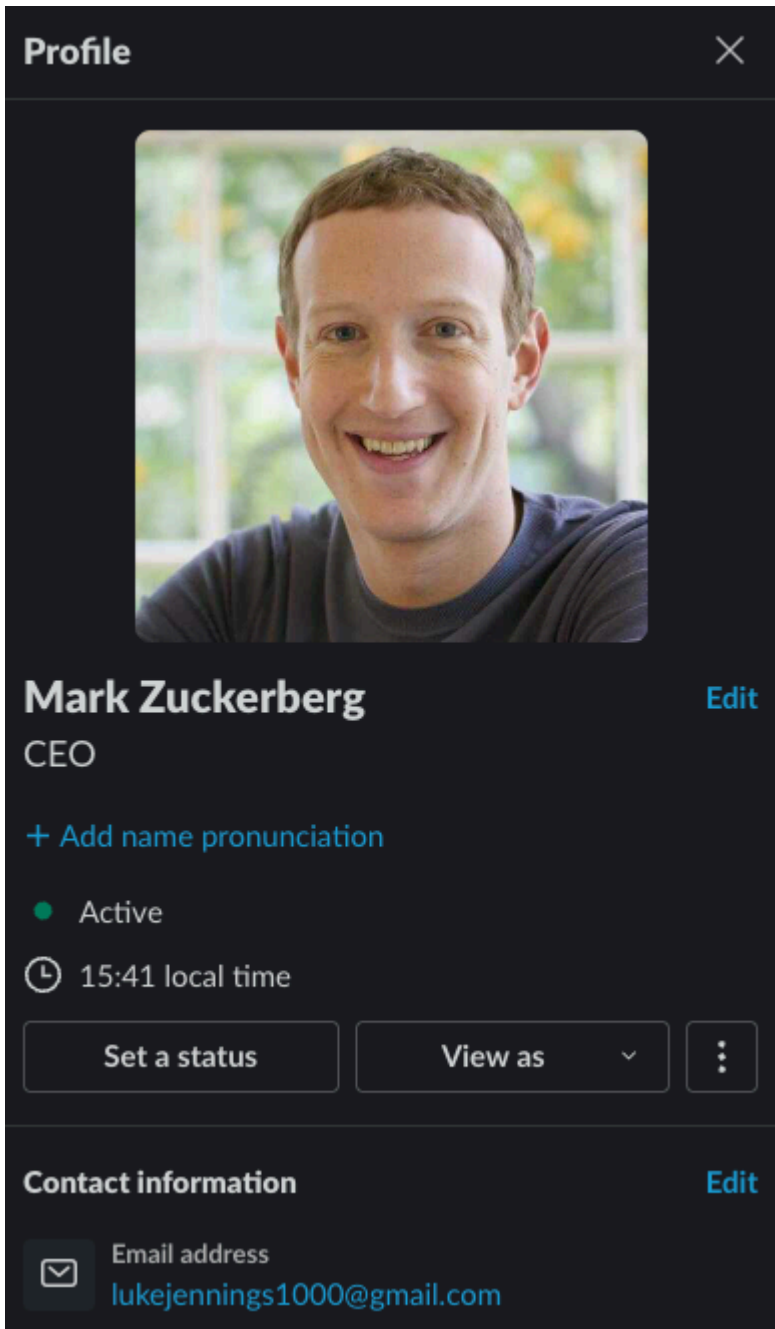 Profile
Mark Zuckerberg
Edit
CEO
+ Add name pronunciation
Active
15:41 local time
Set a status
View as
Contact information
Edit
Email address
lukejennings1000@gmail.com